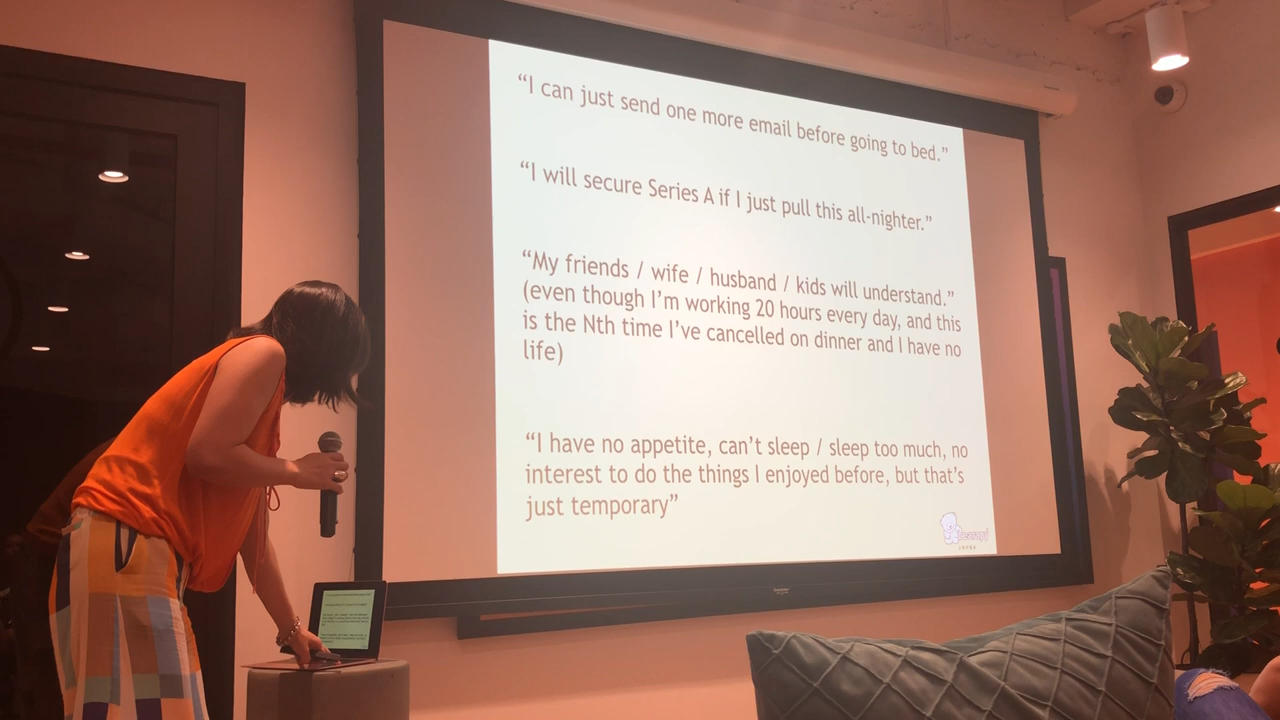 “I can just send one more email before going to bed.”
“I will secure Series A if I just pull this all-nighter.”
“My friends / wife / husband / kids will understand.”
(even though I’m working 20 hours every day, and this
is the Nth time I’ve cancelled on dinner and I have no
life)
“I have no appetite, can’t sleep / sleep too much, no
interest to do the things I enjoyed before, but that’s
just temporary”
bearapy